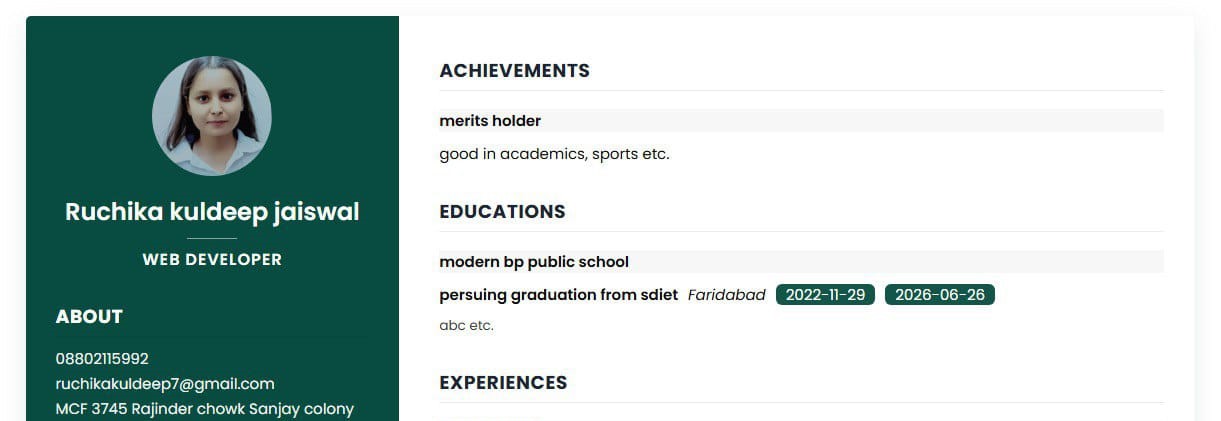 Ruchika kuldeep jaiswal
WEB DEVELOPER
ABOUT
08802115992
ruchikakuldeep7@gmail.com
MCF 3745 Rajinder chowk Sanjay colony
ACHIEVEMENTS
merits holder
good in academics, sports etc.
EDUCATIONS
modern bp public school
persuing graduation from sdiet Faridabad 2022-11-29 2026-06-26
abc etc.
EXPERIENCES